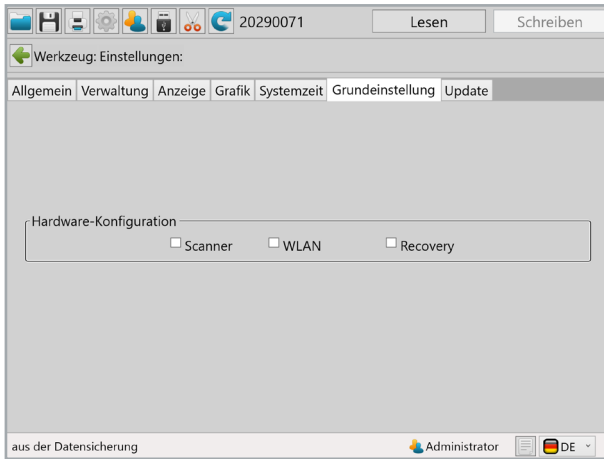 20290071 Lesen Schreiben
Werkzeug: Einstellungen:
Allgemein Verwaltung Anzeige Grafik Systemzeit Grundeinstellung Update
Hardware-Konfiguration
Scanner WLAN Recovery
aus der Datensicherung Administrator DE